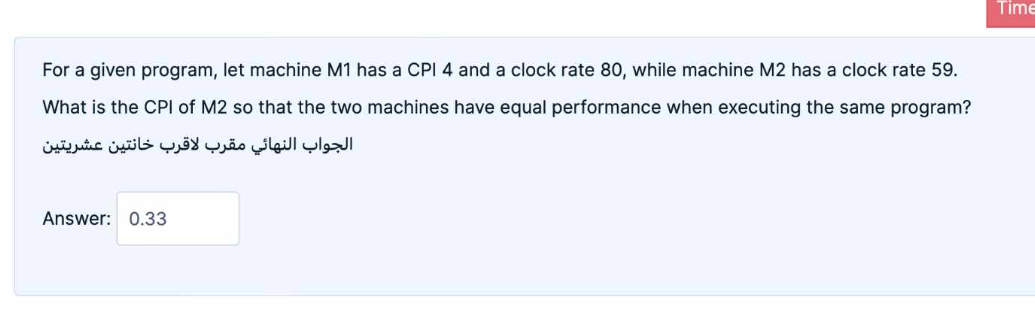 Time
For a given program, let machine M1 has a CPI 4 and a clock rate 80, while machine M2 has a clock rate 59.
What is the CPI of M2 so that the two machines have equal performance when executing the same program?
الجواب النهائي مقرب لاقرب خانتين عشريتين
Answer: 0.33